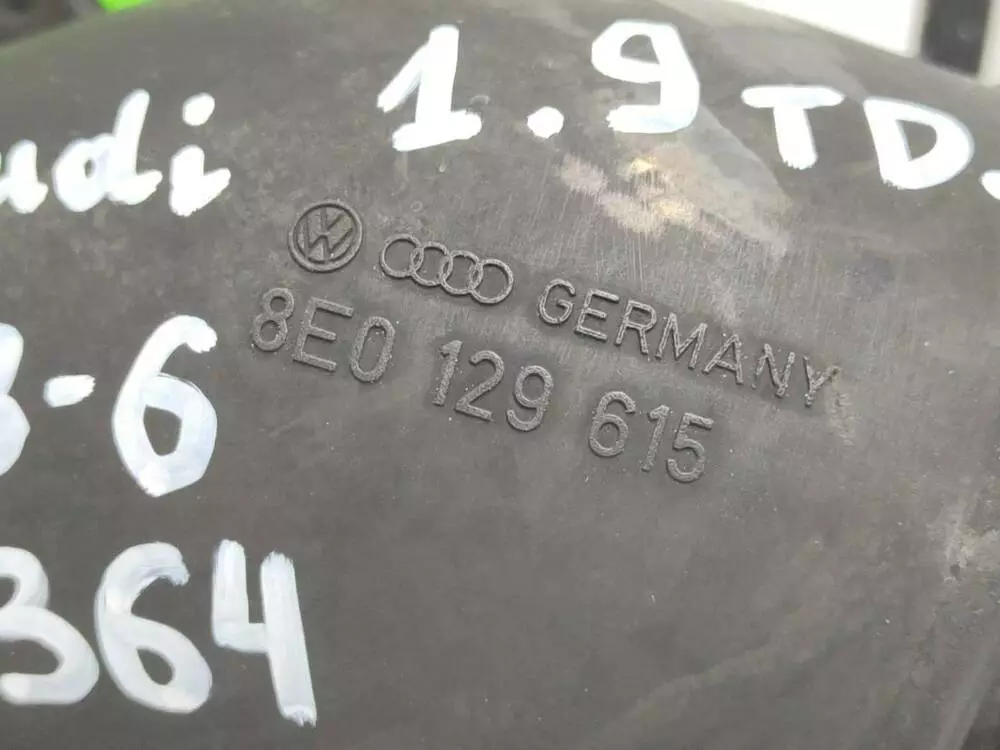 udi 1.9 TD.
GERMANY
8E0 129 615
-6
364